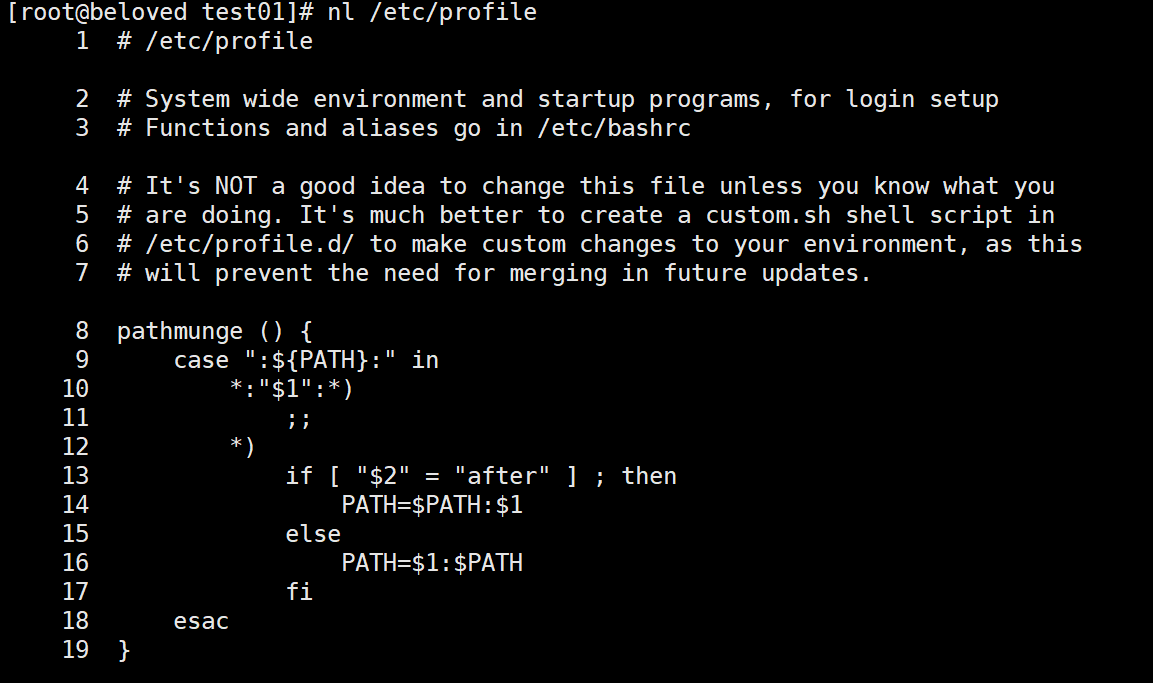 [root@beloved test01]# nl /etc/profile
     1  # /etc/profile

     2  # System wide environment and startup programs, for login setup
     3  # Functions and aliases go in /etc/bashrc

     4  # It's NOT a good idea to change this file unless you know what you
     5  # are doing. It's much better to create a custom.sh shell script in
     6  # /etc/profile.d/ to make custom changes to your environment, as this
     7  # will prevent the need for merging in future updates.

     8  pathmunge () {
     9      case ":${PATH}:" in
    10          *:"$1":*)
    11              ;;
    12          *)
    13              if [ "$2" = "after" ] ; then
    14                  PATH=$PATH:$1
    15              else
    16                  PATH=$1:$PATH
    17              fi
    18      esac
    19  }